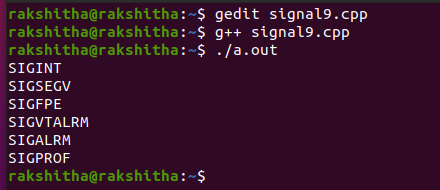 rakshitha@rakshitha:~$ gedit signal9.cpp
rakshitha@rakshitha:~$ g++ signal9.cpp
rakshitha@rakshitha:~$ ./a.out
SIGINT
SIGSEGV
SIGFPE
SIGVTALRM
SIGALRM
SIGPROF
rakshitha@rakshitha:~$